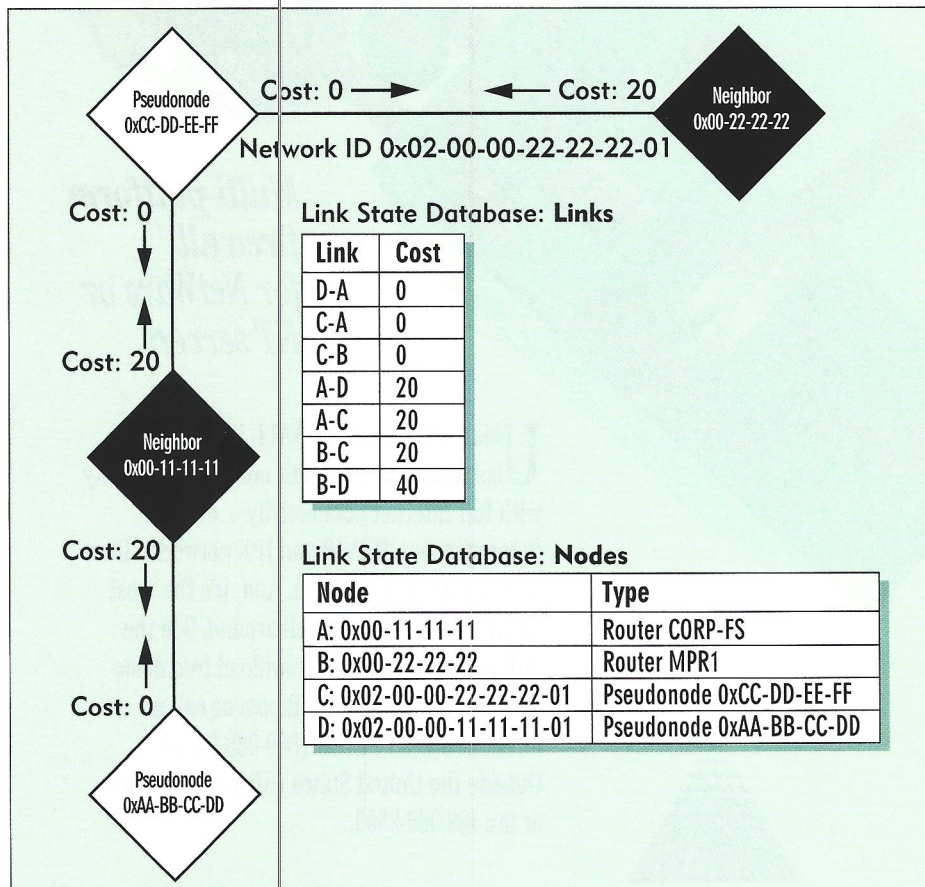 Pseudonode
0xCC-DD-EE-FF
Cost: 0
Cost: 20
Neighbor
0x00-22-22-22
Network ID 0x02-00-00-22-22-22-01
Cost: 0
Cost: 20
Neighbor
0x00-11-11-11
Cost: 20
Cost: 0
Pseudonode
0xAA-BB-CC-DD
Link State Database: Links
Link Cost
D-A 0
C-A 0
C-B 0
A-D 20
A-C 20
B-C 20
B-D 40
Link State Database: Nodes
Node Type
A: 0x00-11-11-11 Router CORP-FS
B: 0x00-22-22-22 Router MPR1
C: 0x02-00-00-22-22-22-01 Pseudonode 0xCC-DD-EE-FF
D: 0x02-00-00-11-11-11-01 Pseudonode 0xAA-BB-CC-DD